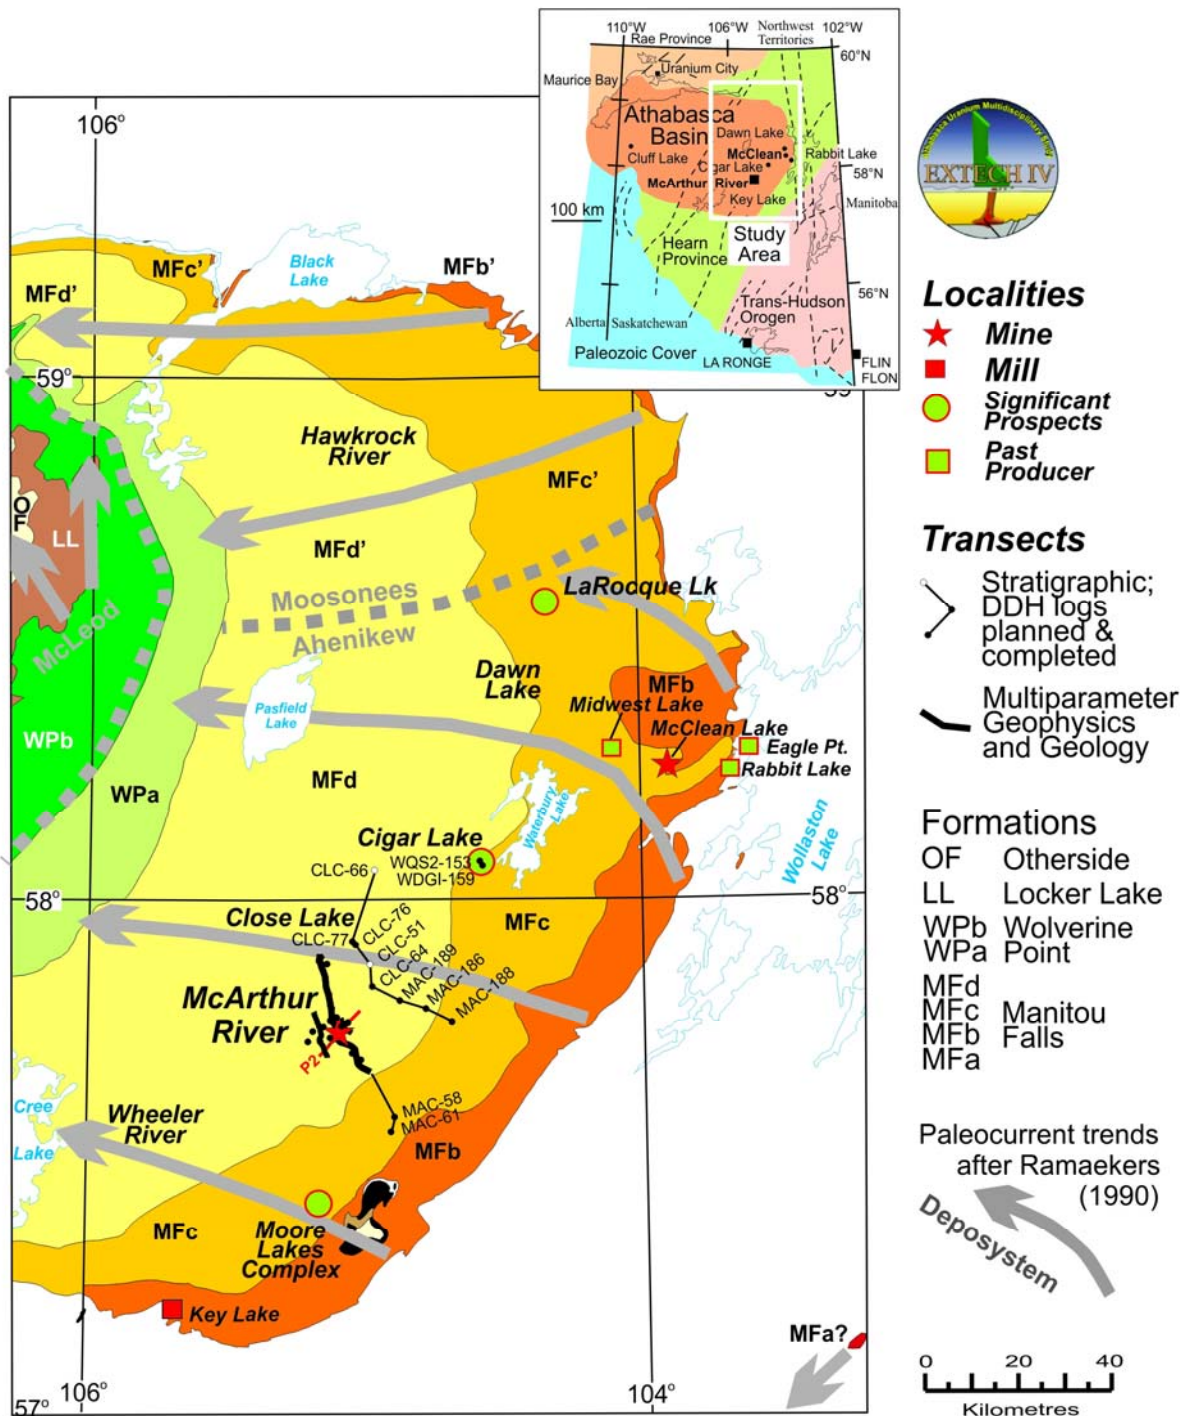 110°W
106°W
Northwest
Territories
102°W
60°N
Rae Province
Uranium City
Maurice Bay
Athabasca
Basin
Dawn Lake
McClean
Rabbit Lake
Cluff Lake
Cigar Lake
58°N
McArthur River
Key Lake
Manitoba
100 km
Hearn
Province
Study
Area
56°N
Trans-Hudson
Orogen
Alberta
Saskatchewan
Paleozoic Cover
LA RONGE
FLIN
FLON
Athabasca Uranium Multidisciplinary Study
EXTECH IV
106°
MFc'
Black
Lake
MFb'
MFd'
59°
Hawkrock
River
MFc'
O
F
LL
MFd'
LaRocque Lk
Moosonees
Ahenikew
McLeod
Dawn
Lake
MFb
Midwest Lake
Pasfield
Lake
McClean Lake
WPb
Eagle Pt.
Rabbit Lake
MFd
WPa
Waterbury
Lake
Wollaston
Lake
Cigar Lake
WQS2-153
CLC-66
WDGI-159
58°
58°
Close Lake
CLC-76
MFc
CLC-77
CLC-51
CLC-64
MAC-189
MAC-186
MAC-188
McArthur
River
P2
Cree
Lake
Wheeler
River
MAC-58
MAC-61
MFb
MFc
Moore
Lakes
Complex
Key Lake
MFa?
57°
106°
104°
Localities
Mine
Mill
Significant
Prospects
Past
Producer
Transects
Stratigraphic;
DDH logs
planned &
completed
Multiparameter
Geophysics
and Geology
Formations
OF Otherside
LL Locker Lake
WPb Wolverine
WPa Point
MFd
MFc Manitou
MFb Falls
MFa
Paleocurrent trends
after Ramaekers
(1990)
Deposystem
0 20 40
Kilometres